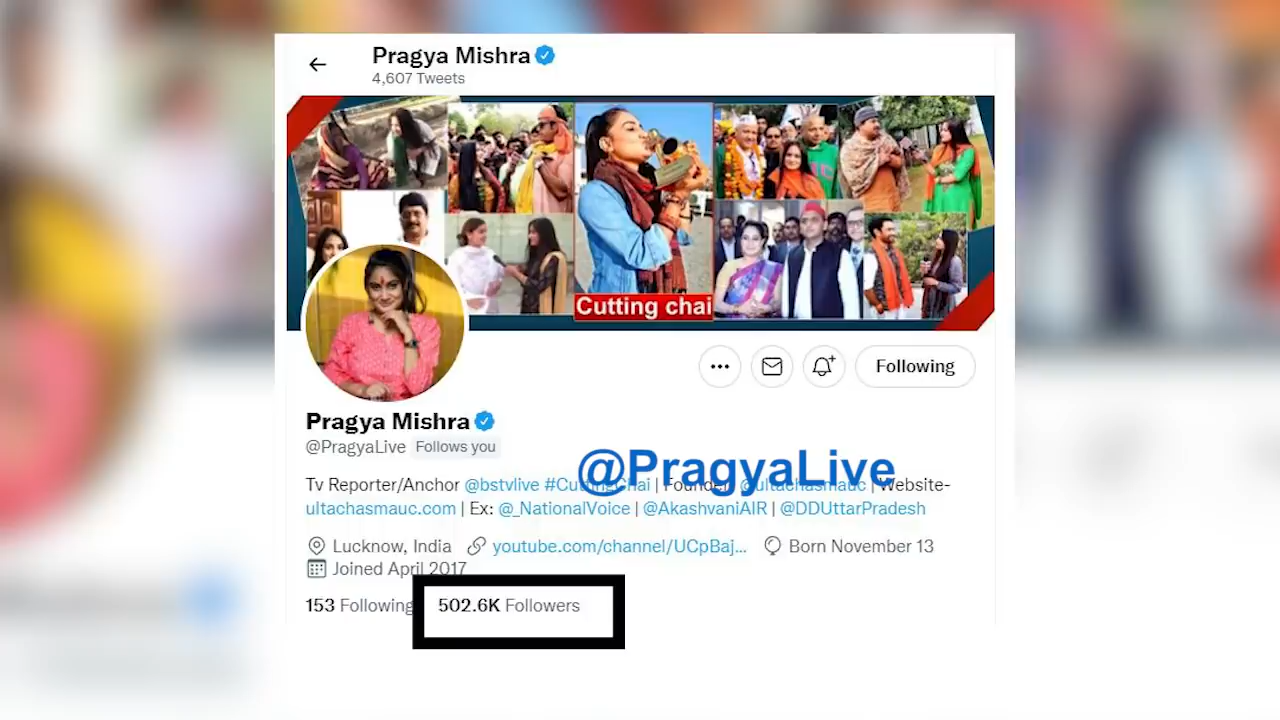 Pragya Mishra
4,607 Tweets
Cutting chai
Following
Pragya Mishra
@PragyaLive Follows you
@PragyaLive
Tv Reporter/Anchor @bstvlive #CuttingChai | Founder @ultachasmauc | Website-
ultachasmauc.com | Ex: @_NationalVoice | @AkashvaniAIR | @DDUttarPradesh
Lucknow, India youtube.com/channel/UCpBaj... Born November 13
Joined April 2017
153 Following 502.6K Followers